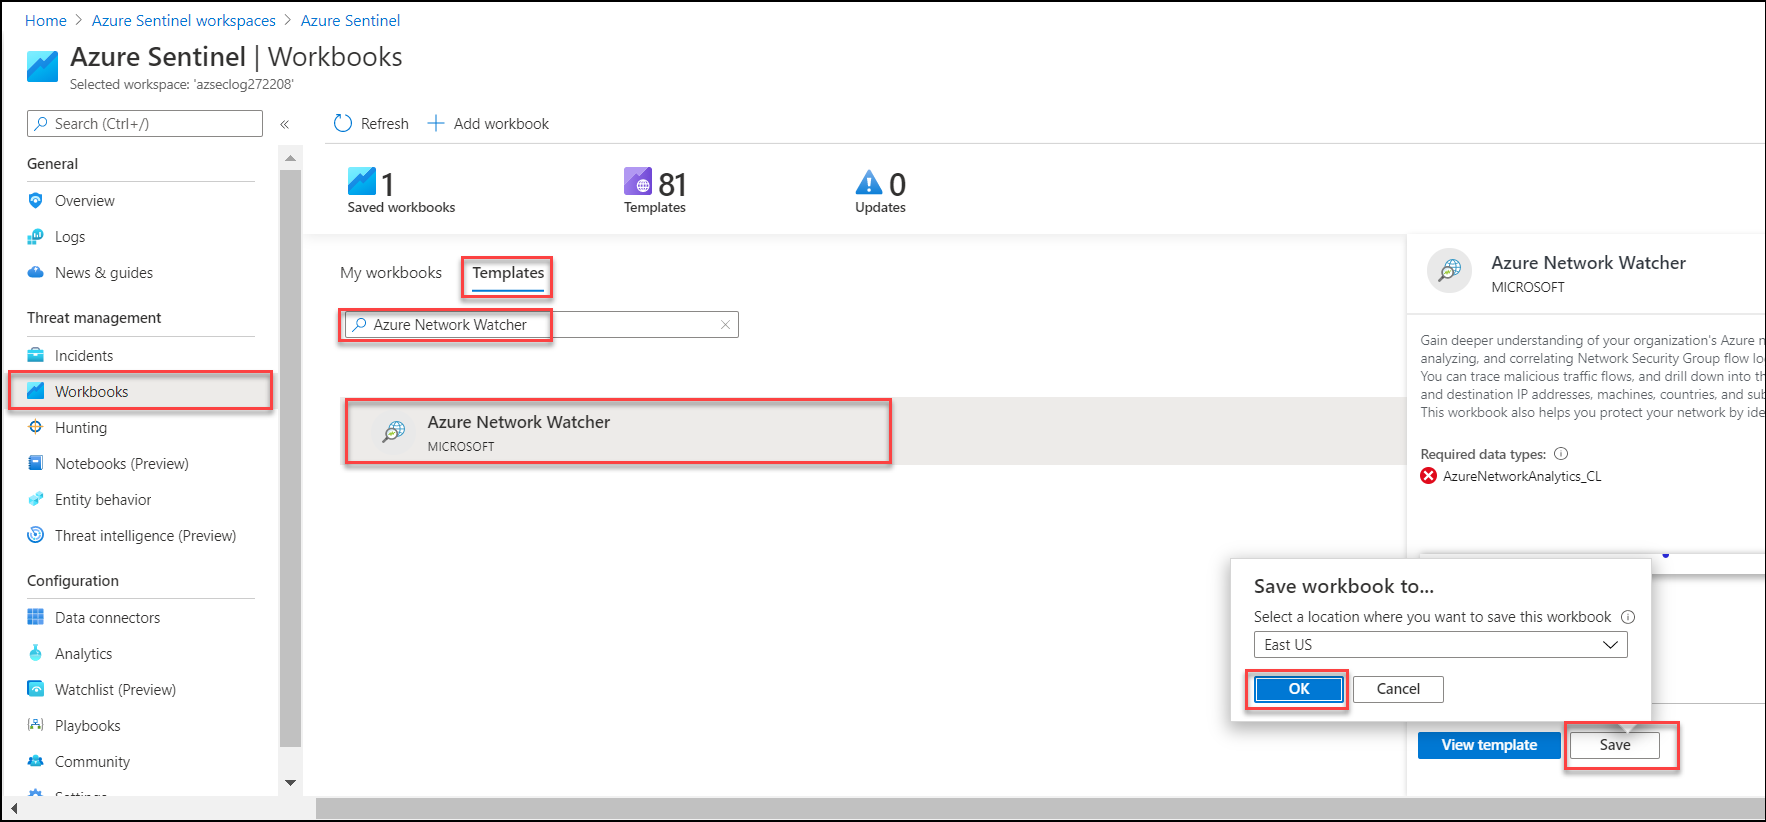 Home > Azure Sentinel workspaces > Azure Sentinel
Azure Sentinel | Workbooks
Selected workspace: 'azseclog272208'
Search (Ctrl+/)
«
Refresh
Add workbook
General
Overview
Logs
News & guides
Threat management
Incidents
Workbooks
Hunting
Notebooks (Preview)
Entity behavior
Threat intelligence (Preview)
Configuration
Data connectors
Analytics
Watchlist (Preview)
Playbooks
Community
1
Saved workbooks
81
Templates
0
Updates
My workbooks
Templates
Azure Network Watcher
Azure Network Watcher
MICROSOFT
Azure Network Watcher
MICROSOFT
Gain deeper understanding of your organization's Azure n
analyzing, and correlating Network Security Group flow lo
You can trace malicious traffic flows, and drill down into th
and destination IP addresses, machines, countries, and sub
This workbook also helps you protect your network by ide
Required data types:
AzureNetworkAnalytics_CL
Save workbook to...
Select a location where you want to save this workbook
East US
OK
Cancel
View template
Save